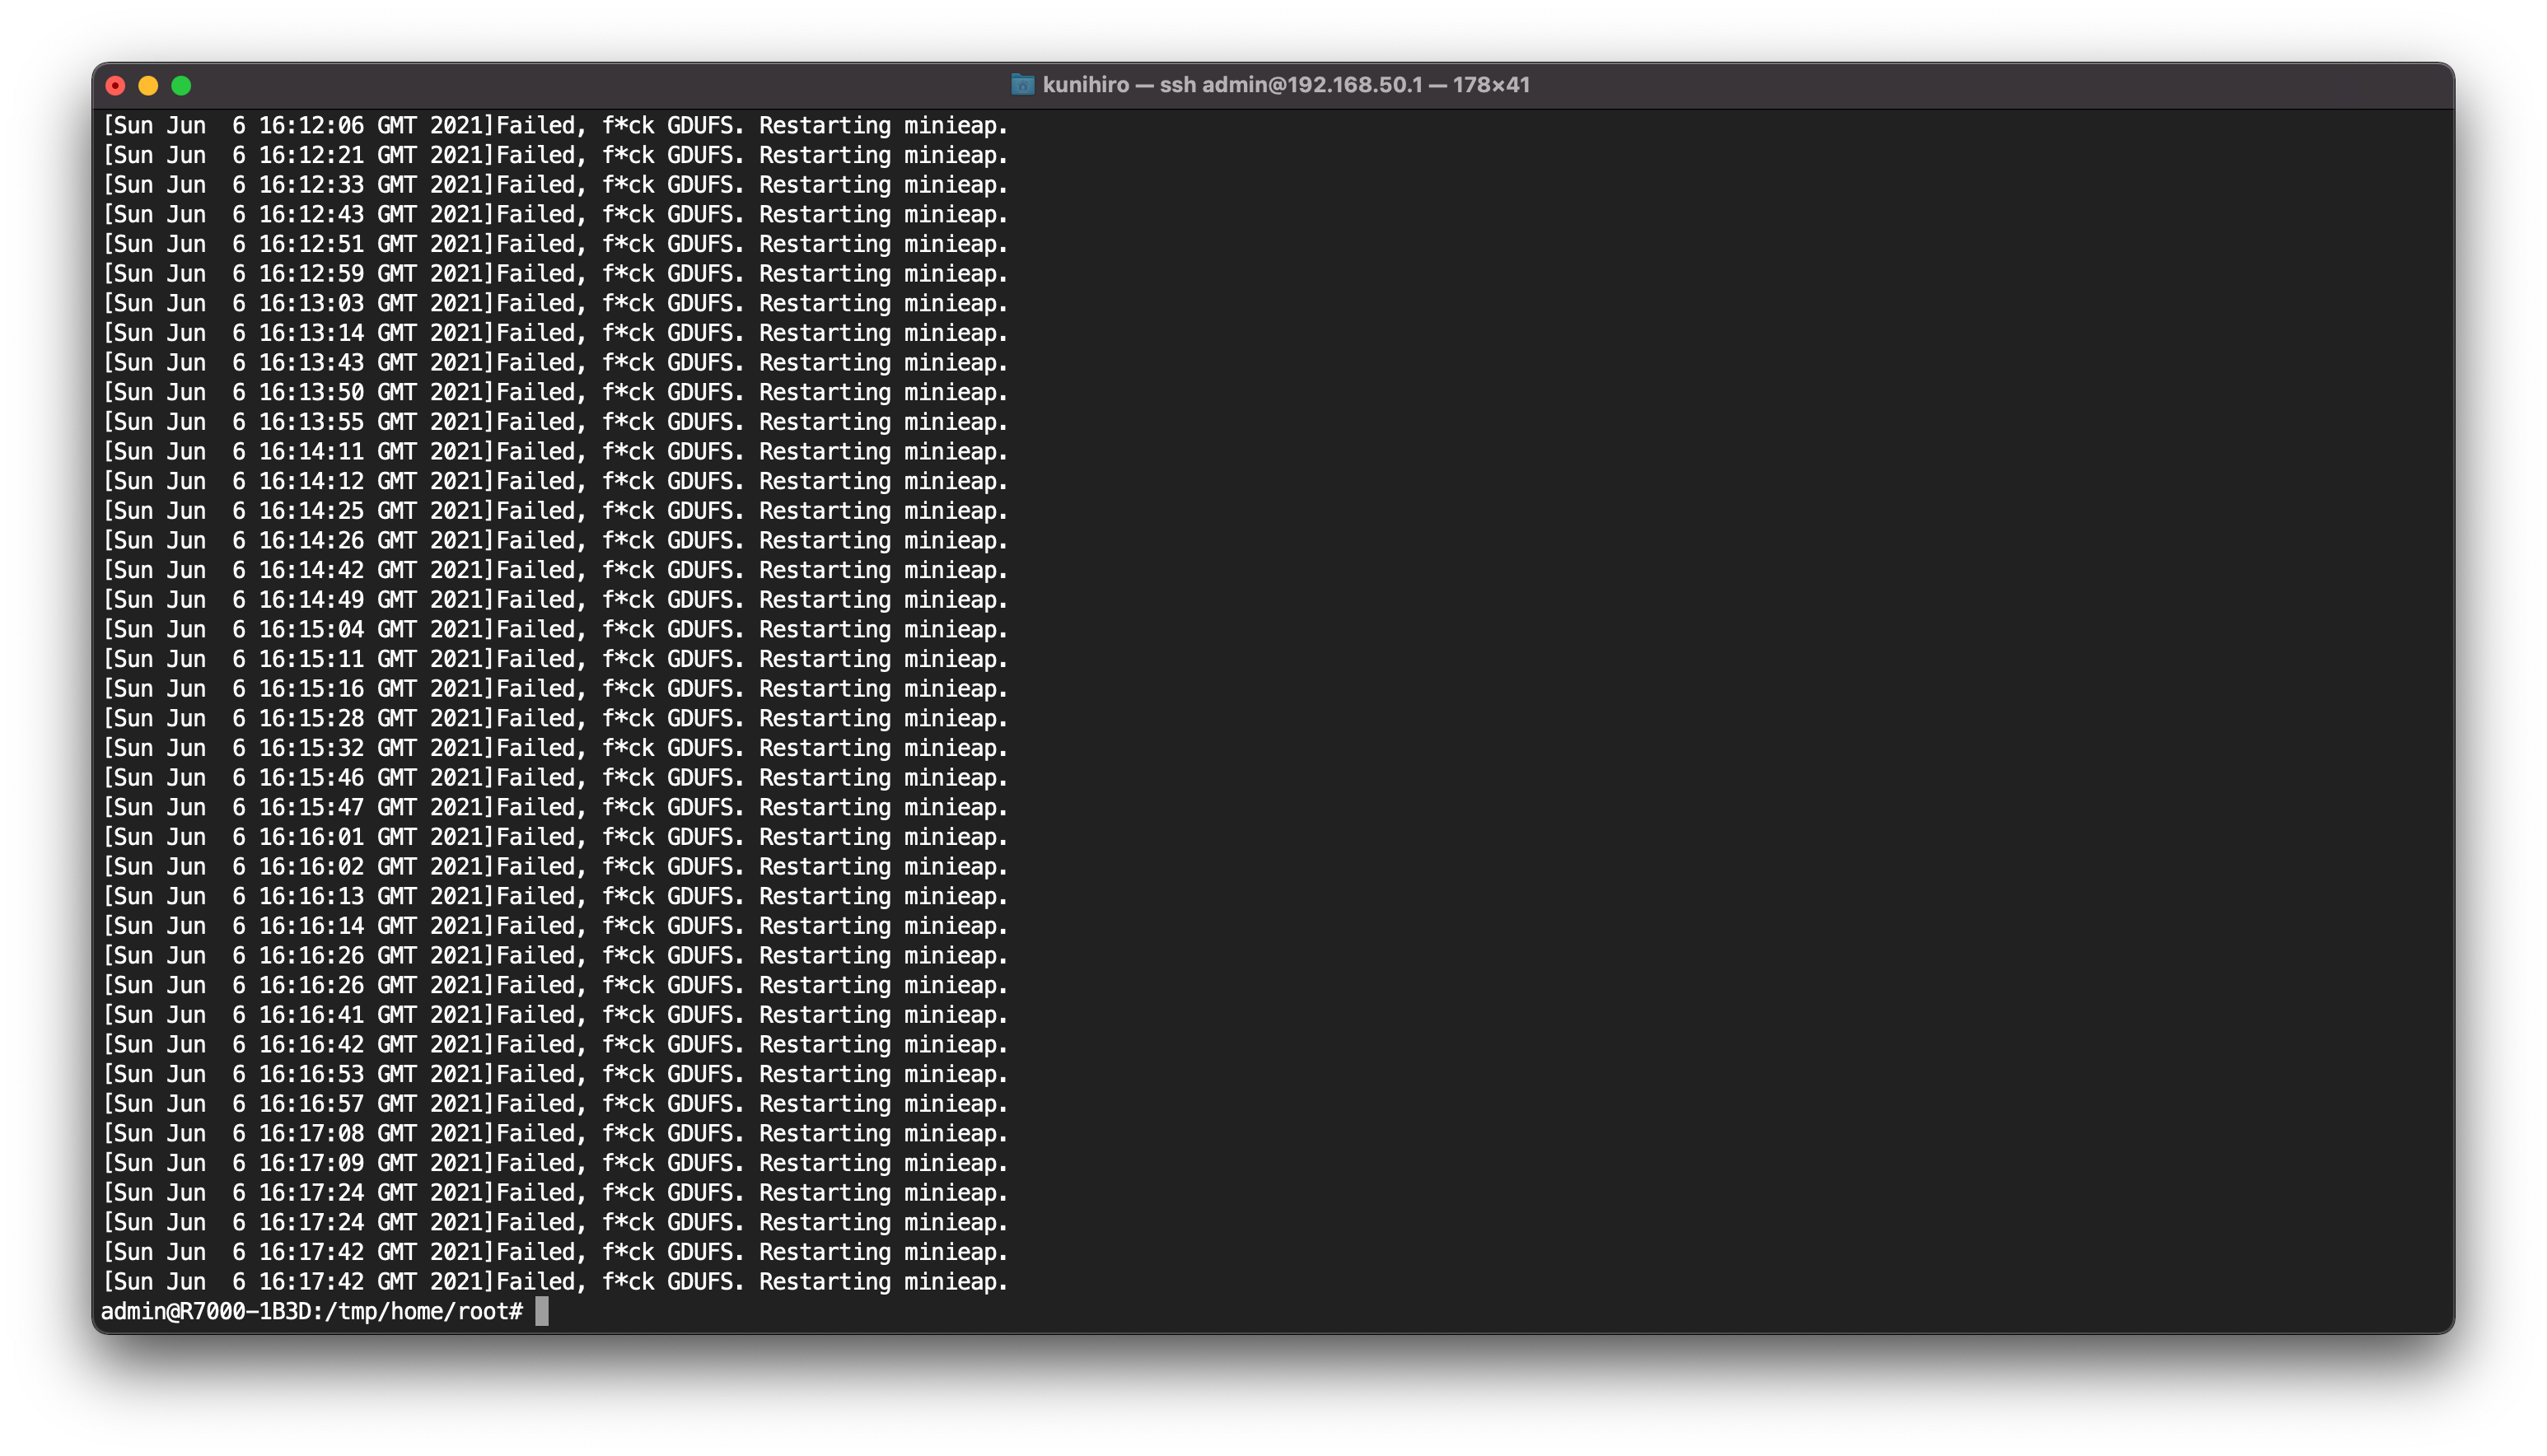 kunihiro — ssh admin@192.168.50.1 — 178×41
[Sun Jun  6 16:12:06 GMT 2021]Failed, f*ck GDUFS. Restarting minieap.
[Sun Jun  6 16:12:21 GMT 2021]Failed, f*ck GDUFS. Restarting minieap.
[Sun Jun  6 16:12:33 GMT 2021]Failed, f*ck GDUFS. Restarting minieap.
[Sun Jun  6 16:12:43 GMT 2021]Failed, f*ck GDUFS. Restarting minieap.
[Sun Jun  6 16:12:51 GMT 2021]Failed, f*ck GDUFS. Restarting minieap.
[Sun Jun  6 16:12:59 GMT 2021]Failed, f*ck GDUFS. Restarting minieap.
[Sun Jun  6 16:13:03 GMT 2021]Failed, f*ck GDUFS. Restarting minieap.
[Sun Jun  6 16:13:14 GMT 2021]Failed, f*ck GDUFS. Restarting minieap.
[Sun Jun  6 16:13:43 GMT 2021]Failed, f*ck GDUFS. Restarting minieap.
[Sun Jun  6 16:13:50 GMT 2021]Failed, f*ck GDUFS. Restarting minieap.
[Sun Jun  6 16:13:55 GMT 2021]Failed, f*ck GDUFS. Restarting minieap.
[Sun Jun  6 16:14:11 GMT 2021]Failed, f*ck GDUFS. Restarting minieap.
[Sun Jun  6 16:14:12 GMT 2021]Failed, f*ck GDUFS. Restarting minieap.
[Sun Jun  6 16:14:25 GMT 2021]Failed, f*ck GDUFS. Restarting minieap.
[Sun Jun  6 16:14:26 GMT 2021]Failed, f*ck GDUFS. Restarting minieap.
[Sun Jun  6 16:14:42 GMT 2021]Failed, f*ck GDUFS. Restarting minieap.
[Sun Jun  6 16:14:49 GMT 2021]Failed, f*ck GDUFS. Restarting minieap.
[Sun Jun  6 16:15:04 GMT 2021]Failed, f*ck GDUFS. Restarting minieap.
[Sun Jun  6 16:15:11 GMT 2021]Failed, f*ck GDUFS. Restarting minieap.
[Sun Jun  6 16:15:16 GMT 2021]Failed, f*ck GDUFS. Restarting minieap.
[Sun Jun  6 16:15:28 GMT 2021]Failed, f*ck GDUFS. Restarting minieap.
[Sun Jun  6 16:15:32 GMT 2021]Failed, f*ck GDUFS. Restarting minieap.
[Sun Jun  6 16:15:46 GMT 2021]Failed, f*ck GDUFS. Restarting minieap.
[Sun Jun  6 16:15:47 GMT 2021]Failed, f*ck GDUFS. Restarting minieap.
[Sun Jun  6 16:16:01 GMT 2021]Failed, f*ck GDUFS. Restarting minieap.
[Sun Jun  6 16:16:02 GMT 2021]Failed, f*ck GDUFS. Restarting minieap.
[Sun Jun  6 16:16:13 GMT 2021]Failed, f*ck GDUFS. Restarting minieap.
[Sun Jun  6 16:16:14 GMT 2021]Failed, f*ck GDUFS. Restarting minieap.
[Sun Jun  6 16:16:26 GMT 2021]Failed, f*ck GDUFS. Restarting minieap.
[Sun Jun  6 16:16:26 GMT 2021]Failed, f*ck GDUFS. Restarting minieap.
[Sun Jun  6 16:16:41 GMT 2021]Failed, f*ck GDUFS. Restarting minieap.
[Sun Jun  6 16:16:42 GMT 2021]Failed, f*ck GDUFS. Restarting minieap.
[Sun Jun  6 16:16:53 GMT 2021]Failed, f*ck GDUFS. Restarting minieap.
[Sun Jun  6 16:16:57 GMT 2021]Failed, f*ck GDUFS. Restarting minieap.
[Sun Jun  6 16:17:08 GMT 2021]Failed, f*ck GDUFS. Restarting minieap.
[Sun Jun  6 16:17:09 GMT 2021]Failed, f*ck GDUFS. Restarting minieap.
[Sun Jun  6 16:17:24 GMT 2021]Failed, f*ck GDUFS. Restarting minieap.
[Sun Jun  6 16:17:24 GMT 2021]Failed, f*ck GDUFS. Restarting minieap.
[Sun Jun  6 16:17:42 GMT 2021]Failed, f*ck GDUFS. Restarting minieap.
[Sun Jun  6 16:17:42 GMT 2021]Failed, f*ck GDUFS. Restarting minieap.
admin@R7000-1B3D:/tmp/home/root#